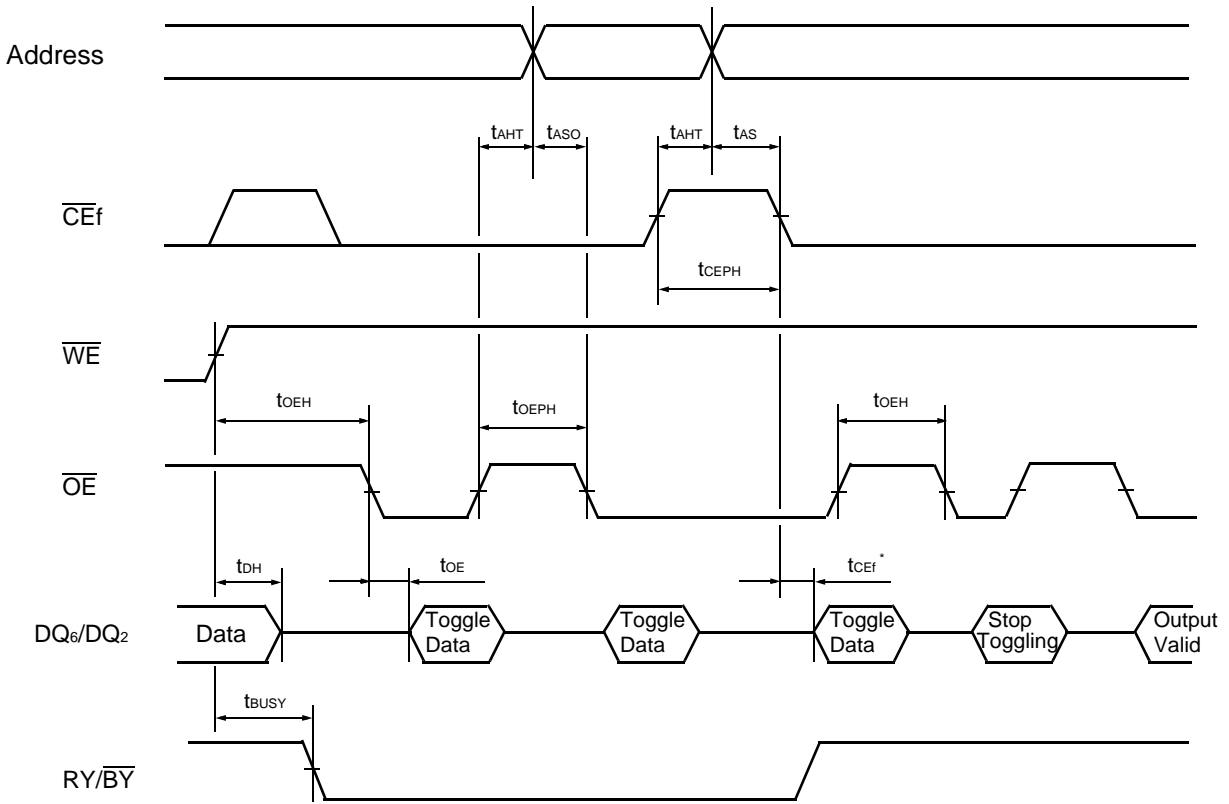 Address
tAHT tASO tAHT tAS
CEf
tCEPH
WE
tOEH tOEPH tOEH
OE
tDH tOE tCEf*
DQ6/DQ2 Data Toggle Data Toggle Data Toggle Data Stop Toggling Output Valid
tBUSY
RY/BY